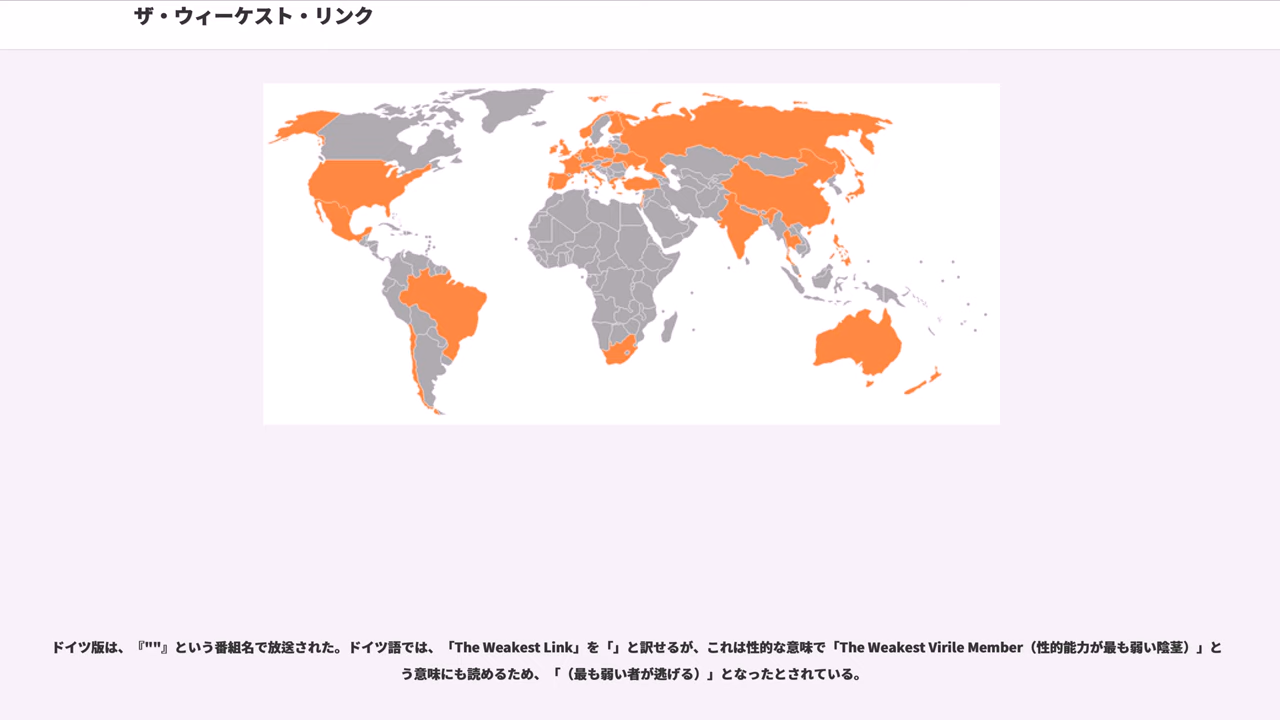 ザ・ウィーケスト・リンク
ドイツ版は、『""』という番組名で放送された。ドイツ語では、「The Weakest Link」を「」と訳せるが、これは性的な意味で「The Weakest Virile Member（性的能力が最も弱い陰茎）」と
う意味にも読めるため、「（最も弱い者が逃げる）」となったとされている。